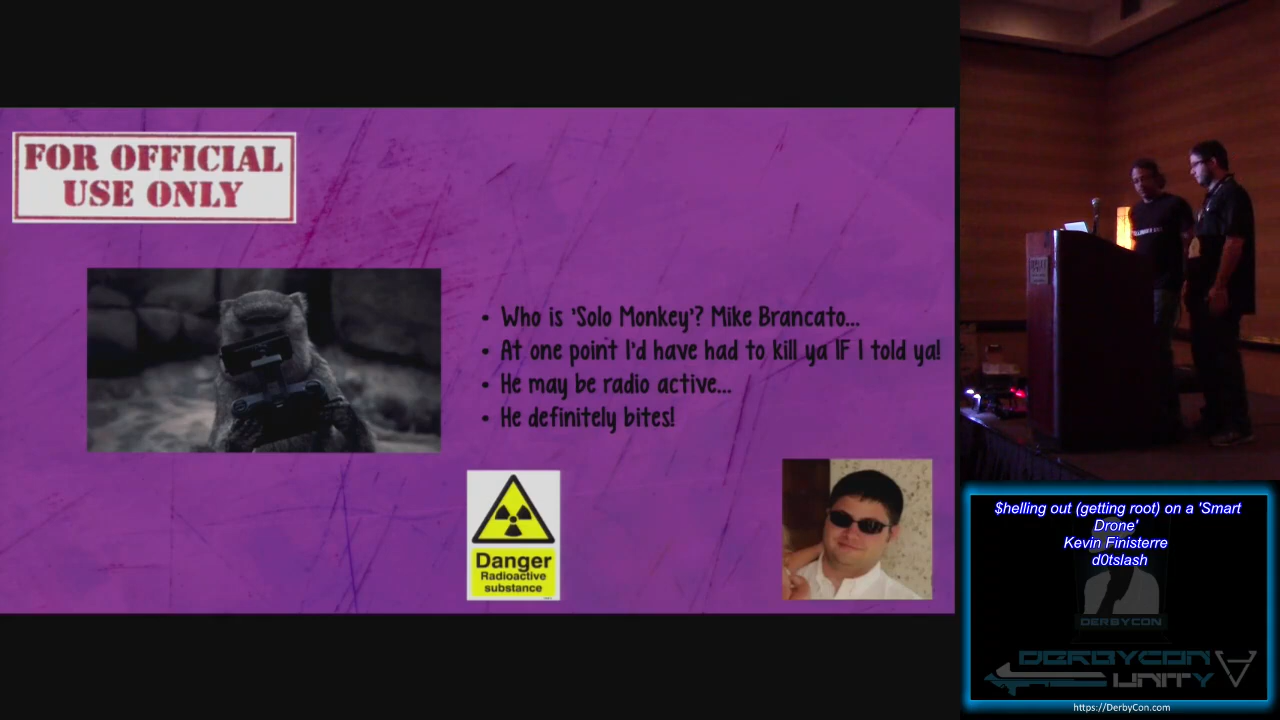 FOR OFFICIAL
USE ONLY
• Who is 'Solo Monkey'? Mike Brancato...
• At one point I'd have had to kill ya IF I told ya!
• He may be radio active...
• He definitely bites!
Danger
Radioactive
substance
$helling out (getting root) on a 'Smart
Drone'
Kevin Finisterre
d0tslash
DERBYCON
DERBYCON
UNITY
https://DerbyCon.com